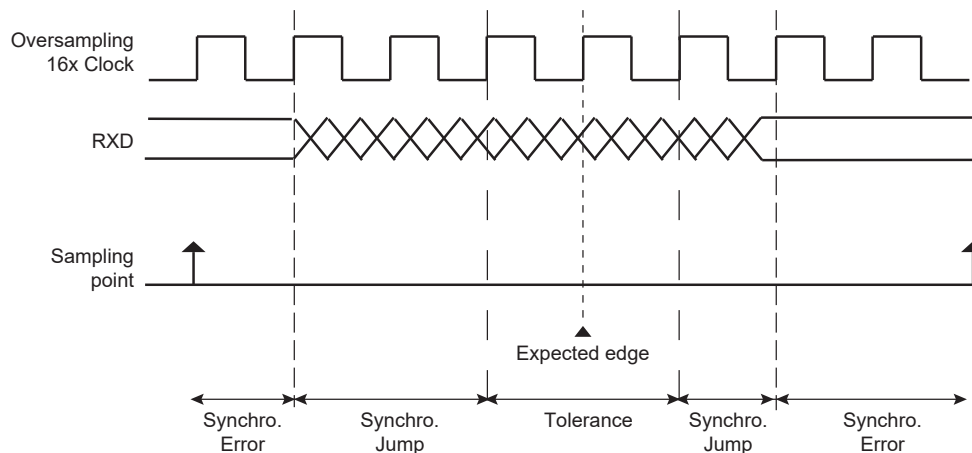 Oversampling
16x Clock
RXD
Sampling
point
Expected edge
Synchro.
Error
Synchro.
Jump
Tolerance
Synchro.
Jump
Synchro.
Error